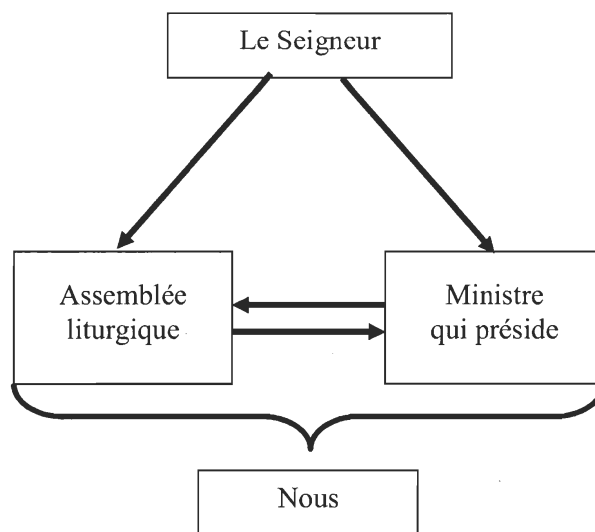 Le Seigneur
Assemblée
liturgique
Ministre
qui préside
Nous